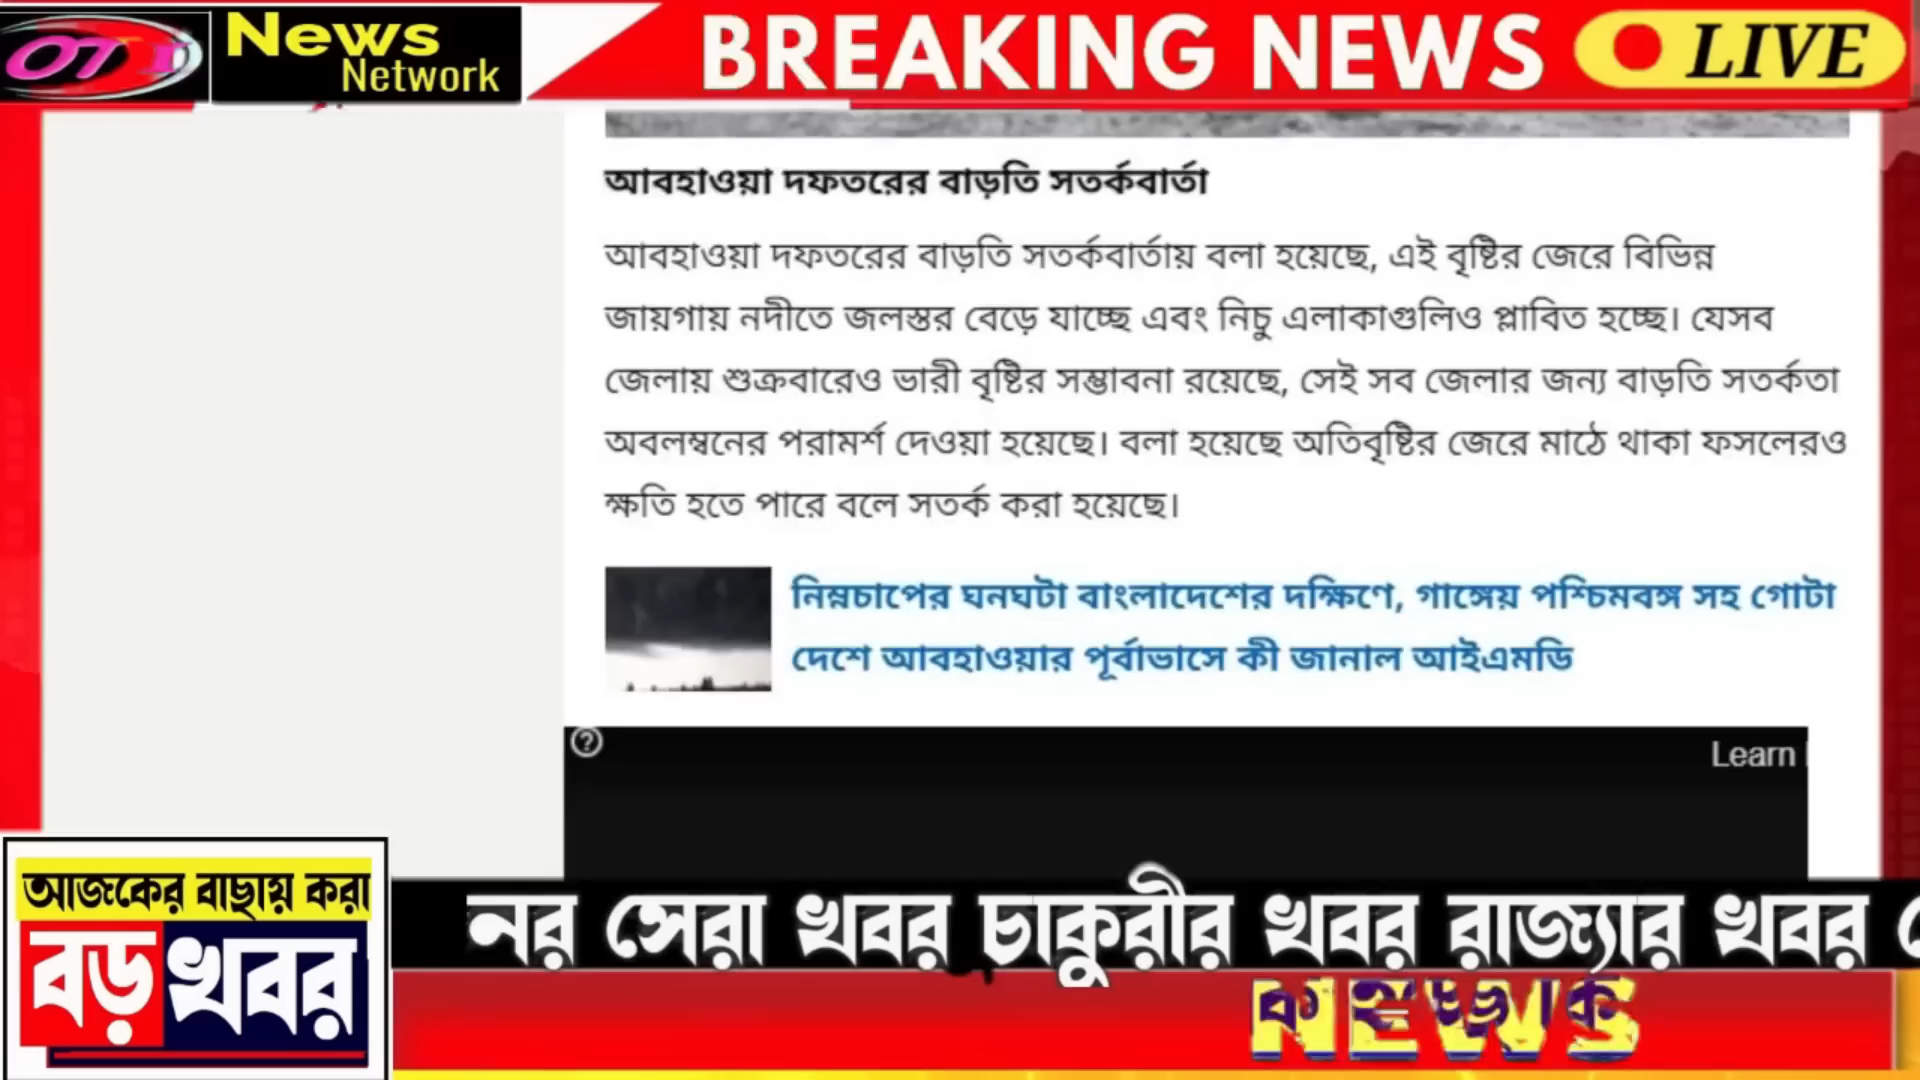 OT
News
Network
BREAKING NEWS
LIVE
আবহাওয়া দফতরের বাড়তি সতর্কবার্তা
আবহাওয়া দফতরের বাড়তি সতর্কবার্তায় বলা হয়েছে, এই বৃষ্টির জেরে বিভিন্ন
জায়গায় নদীতে জলস্তর বেড়ে যাচ্ছে এবং নিচু এলাকাগুলিও প্লাবিত হচ্ছে। যেসব
জেলায় শুক্রবারেও ভারী বৃষ্টির সম্ভাবনা রয়েছে, সেই সব জেলার জন্য বাড়তি সতর্কতা
অবলম্বনের পরামর্শ দেওয়া হয়েছে। বলা হয়েছে অতিবৃষ্টির জেরে মাঠে থাকা ফসলেরও
ক্ষতি হতে পারে বলে সতর্ক করা হয়েছে।
নিম্নচাপের ঘনঘটা বাংলাদেশের দক্ষিণে, গাঙ্গেয় পশ্চিমবঙ্গ সহ গোটা
দেশে আবহাওয়ার পূর্বাভাসে কী জানাল আইএমডি
Learn
আজকের বাছায় করা
বড় খবর
নর সেরা খবর চাকুরীর খবর রাজ্যার খবর
NEWS